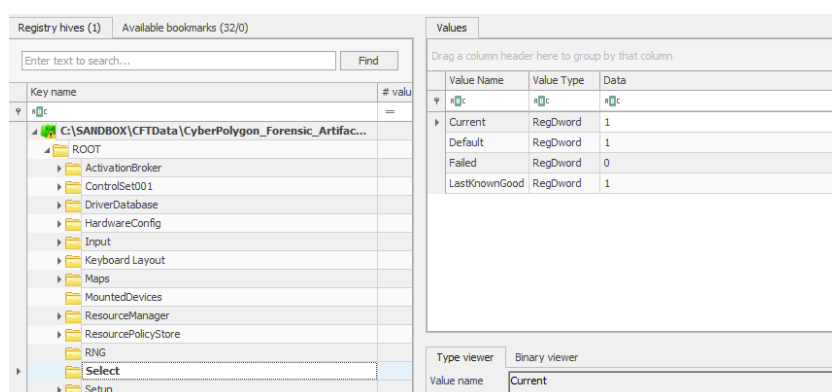 Registry hives (1) Available bookmarks (32/0)
Enter text to search... Find
Key name # valu
=
C:\SANDBOX\CFTData\CyberPolygon_Forensic_Artifac...
ROOT
ActivationBroker
ControlSet001
DriverDatabase
HardwareConfig
Input
Keyboard Layout
Maps
MountedDevices
ResourceManager
ResourcePolicyStore
RNG
Select
Setup
Values
Drag a column header here to group by that column
Value Name Value Type Data
ABC ABC ABC
Current RegDword 1
Default RegDword 1
Failed RegDword 0
LastKnownGood RegDword 1
Type viewer Binary viewer
Value name Current